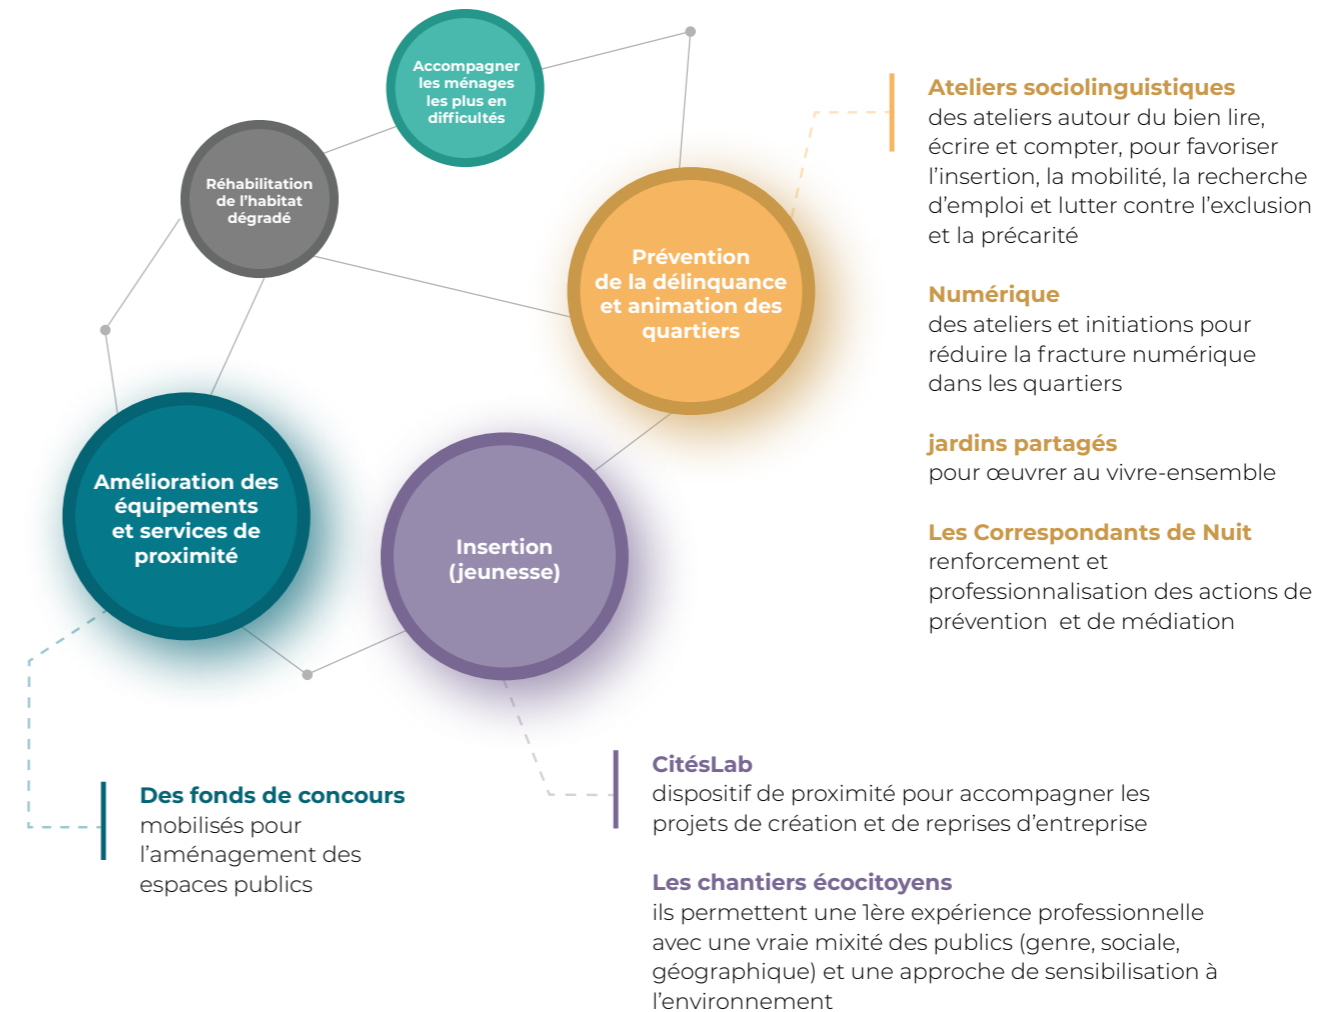 Accompagner
les ménages
les plus en
difficultés
Réhabilitation
de l'habitat
dégradé
Prévention
de la délinquance
et animation des
quartiers
Amélioration des
équipements
et services de
proximité
Insertion
(jeunesse)
Ateliers sociolinguistiques
des ateliers autour du bien lire,
écrire et compter, pour favoriser
l'insertion, la mobilité, la recherche
d'emploi et lutter contre l'exclusion
et la précarité
Numérique
des ateliers et initiations pour
réduire la fracture numérique
dans les quartiers
jardins partagés
pour œuvrer au vivre-ensemble
Les Correspondants de Nuit
renforcement et
professionnalisation des actions de
prévention et de médiation
Des fonds de concours
mobilisés pour
l'aménagement des
espaces publics
CitésLab
dispositif de proximité pour accompagner les
projets de création et de reprises d'entreprise
Les chantiers écocitoyens
ils permettent une 1ère expérience professionnelle
avec une vraie mixité des publics (genre, sociale,
géographique) et une approche de sensibilisation à
l'environnement